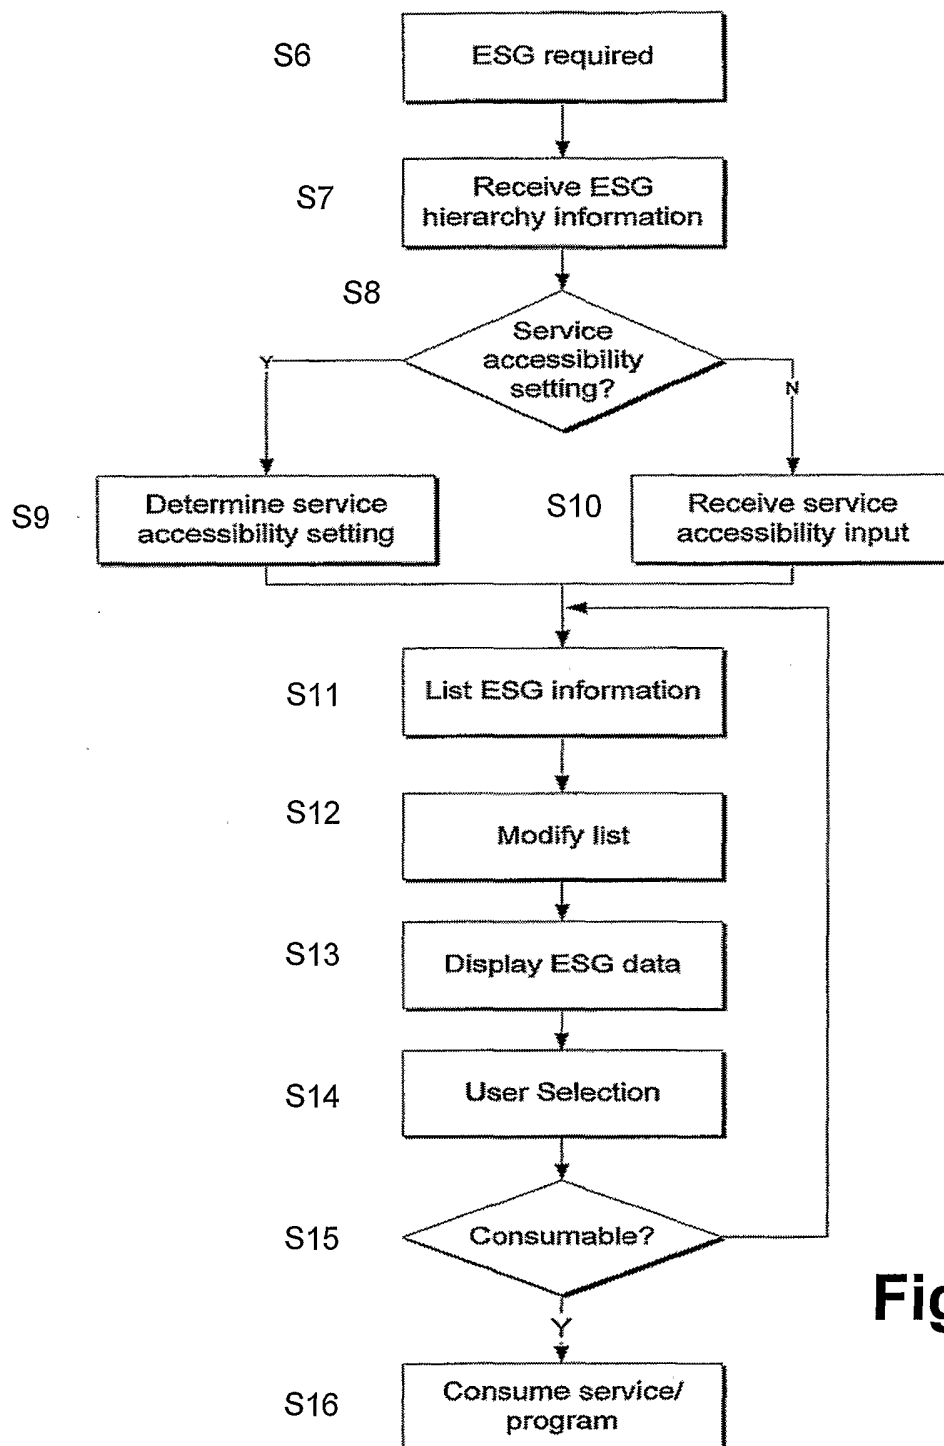 S6
ESG required
S7
Receive ESG
hierarchy information
S8
Service
accessibility
setting?
Y
N
S9
Determine service
accessibility setting
S10
Receive service
accessibility input
S11
List ESG information
S12
Modify list
S13
Display ESG data
S14
User Selection
S15
Consumable?
Fig
Y
S16
Consume service/
program